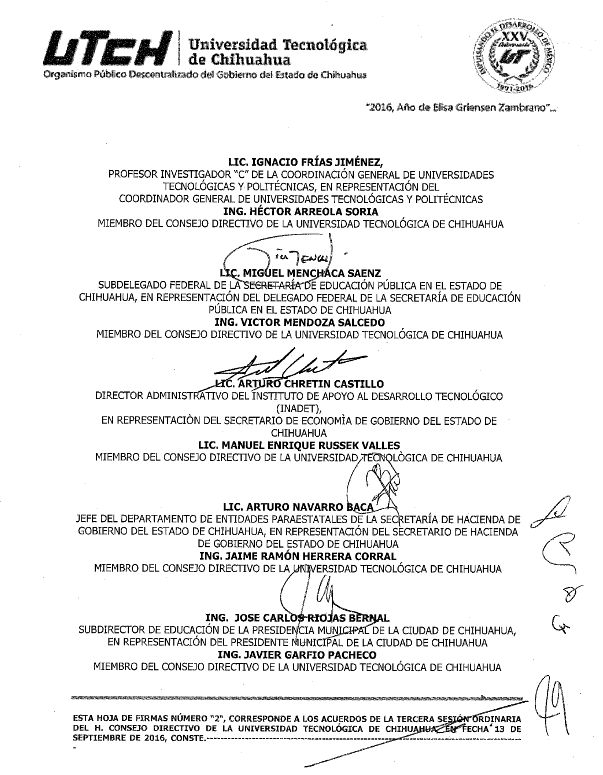 UTCH
Universidad Tecnológica
de Chihuahua
Organismo Público Descentralizado del Gobierno del Estado de Chihuahua
IMPULSANDO EL DESARROLLO DE MÉXICO
XXV
Aniversario
UT
1991-2016
"2016, Año de Elisa Griensen Zambrano"...
LIC. IGNACIO FRÍAS JIMÉNEZ,
PROFESOR INVESTIGADOR "C" DE LA COORDINACIÓN GENERAL DE UNIVERSIDADES
TECNOLÓGICAS Y POLITÉCNICAS, EN REPRESENTACIÓN DEL
COORDINADOR GENERAL DE UNIVERSIDADES TECNOLÓGICAS Y POLITÉCNICAS
ING. HÉCTOR ARREOLA SORIA
MIEMBRO DEL CONSEJO DIRECTIVO DE LA UNIVERSIDAD TECNOLÓGICA DE CHIHUAHUA
LIC. MIGUEL MENCHACA SAENZ
SUBDELEGADO FEDERAL DE LA SECRETARÍA DE EDUCACIÓN PÚBLICA EN EL ESTADO DE
CHIHUAHUA, EN REPRESENTACIÓN DEL DELEGADO FEDERAL DE LA SECRETARÍA DE EDUCACIÓN
PÚBLICA EN EL ESTADO DE CHIHUAHUA
ING. VICTOR MENDOZA SALCEDO
MIEMBRO DEL CONSEJO DIRECTIVO DE LA UNIVERSIDAD TECNOLÓGICA DE CHIHUAHUA
LIC. ARTURO CHRETIN CASTILLO
DIRECTOR ADMINISTRATIVO DEL INSTITUTO DE APOYO AL DESARROLLO TECNOLÓGICO
(INADET),
EN REPRESENTACIÒN DEL SECRETARIO DE ECONOMÌA DE GOBIERNO DEL ESTADO DE
CHIHUAHUA
LIC. MANUEL ENRIQUE RUSSEK VALLES
MIEMBRO DEL CONSEJO DIRECTIVO DE LA UNIVERSIDAD TECNOLÒGICA DE CHIHUAHUA
LIC. ARTURO NAVARRO BACA
JEFE DEL DEPARTAMENTO DE ENTIDADES PARAESTATALES DE LA SECRETARÍA DE HACIENDA DE
GOBIERNO DEL ESTADO DE CHIHUAHUA, EN REPRESENTACIÓN DEL SECRETARIO DE HACIENDA
DE GOBIERNO DEL ESTADO DE CHIHUAHUA
ING. JAIME RAMÓN HERRERA CORRAL
MIEMBRO DEL CONSEJO DIRECTIVO DE LA UNIVERSIDAD TECNOLÓGICA DE CHIHUAHUA
ING. JOSE CARLOS RIOJAS BERNAL
SUBDIRECTOR DE EDUCACIÓN DE LA PRESIDENCIA MUNICIPAL DE LA CIUDAD DE CHIHUAHUA,
EN REPRESENTACIÓN DEL PRESIDENTE MUNICIPAL DE LA CIUDAD DE CHIHUAHUA
ING. JAVIER GARFIO PACHECO
MIEMBRO DEL CONSEJO DIRECTIVO DE LA UNIVERSIDAD TECNOLÓGICA DE CHIHUAHUA
ESTA HOJA DE FIRMAS NÚMERO "2", CORRESPONDE A LOS ACUERDOS DE LA TERCERA SESIÓN ORDINARIA
DEL H. CONSEJO DIRECTIVO DE LA UNIVERSIDAD TECNOLÓGICA DE CHIHUAHUA EN FECHA 13 DE
SEPTIEMBRE DE 2016, CONSTE.